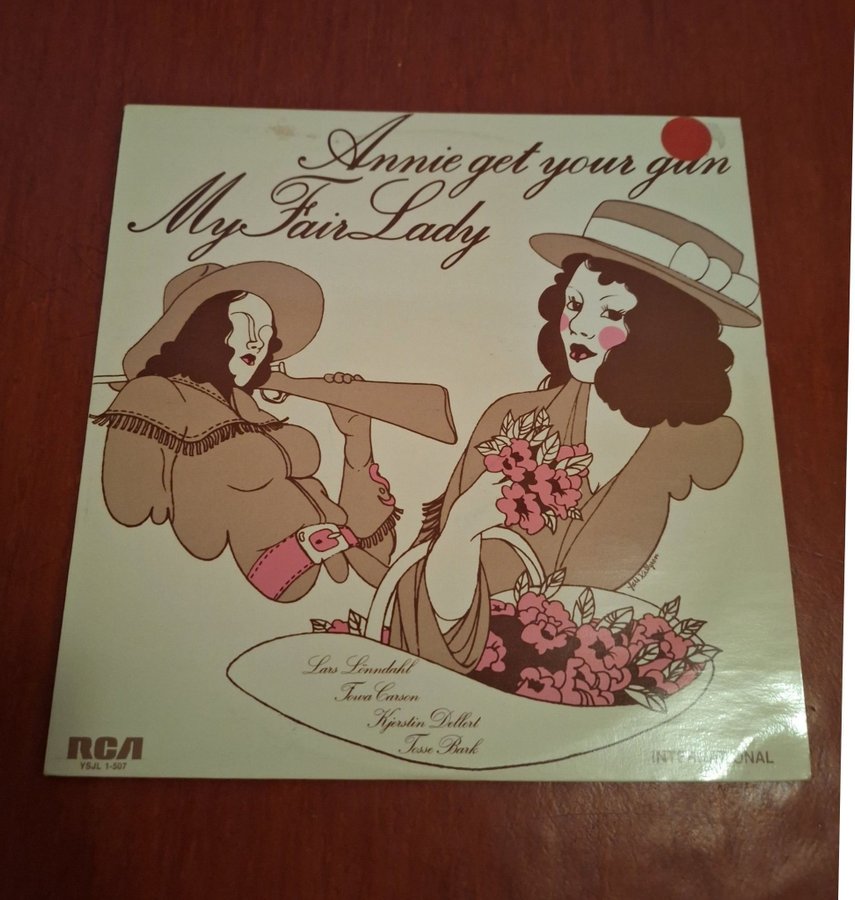 Annie get your gun
My Fair Lady
Lars Lönndahl
Towa Carson
Kjerstin Dellert
Tosse Bark
RCA
YSJL 1-507
INTERNATIONAL